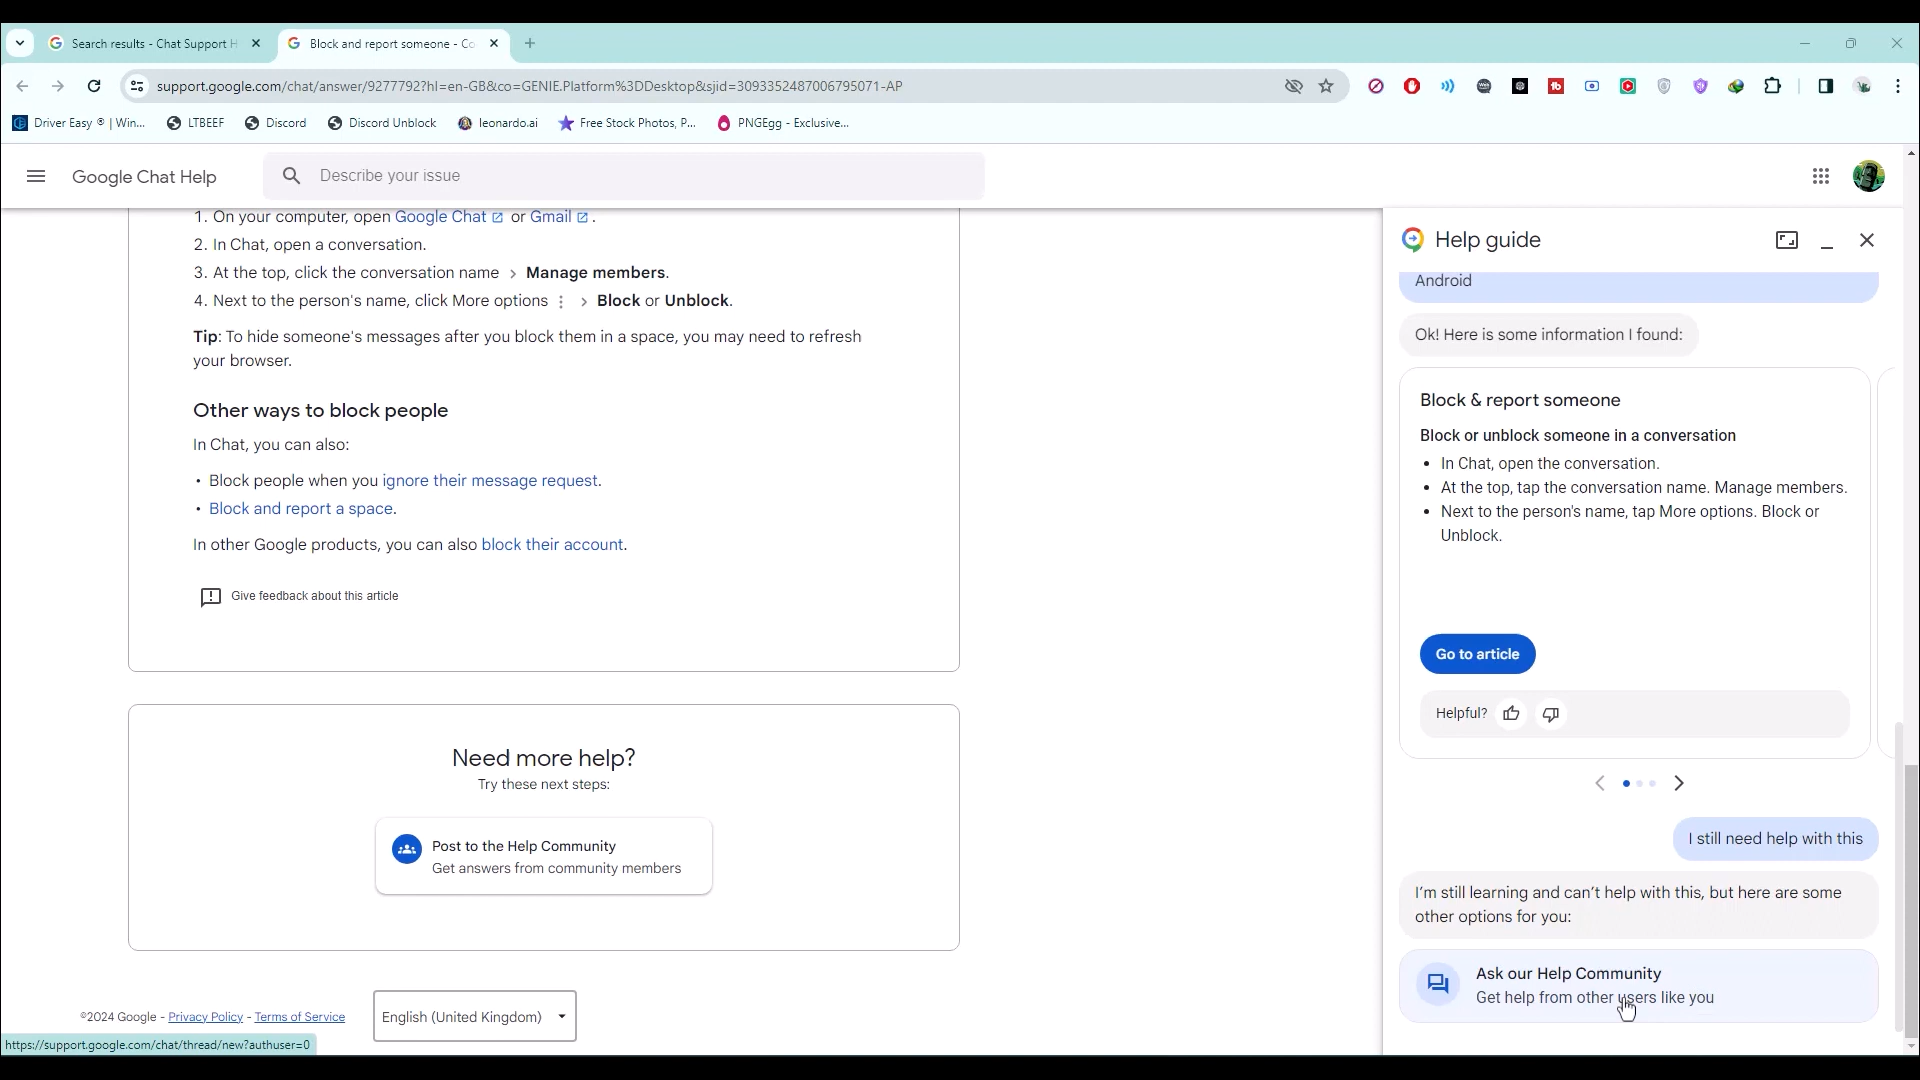 Search results - Chat Support H
Block and report someone - Co
support.google.com/chat/answer/9277792?hl=en-GB&co=GENIE.Platform%3DDesktop&sjid=3093352487006795071-AP
Driver Easy ® | Win...
LTBEEF
Discord
Discord Unblock
leonardo.ai
Free Stock Photos, P...
PNGEgg - Exclusive...
Google Chat Help
Describe your issue
1. On your computer, open Google Chat or Gmail .
2. In Chat, open a conversation.
3. At the top, click the conversation name > Manage members.
4. Next to the person's name, click More options > Block or Unblock.
Tip: To hide someone's messages after you block them in a space, you may need to refresh
your browser.
Other ways to block people
In Chat, you can also:
• Block people when you ignore their message request.
• Block and report a space.
In other Google products, you can also block their account.
Give feedback about this article
Need more help?
Try these next steps:
Post to the Help Community
Get answers from community members
©2024 Google - Privacy Policy - Terms of Service
English (United Kingdom)
https://support.google.com/chat/thread/new?authuser=0
Help guide
Android
Ok! Here is some information I found:
Block & report someone
Block or unblock someone in a conversation
• In Chat, open the conversation.
• At the top, tap the conversation name. Manage members.
• Next to the person's name, tap More options. Block or
Unblock.
Go to article
Helpful?
I still need help with this
I'm still learning and can't help with this, but here are some
other options for you:
Ask our Help Community
Get help from other users like you